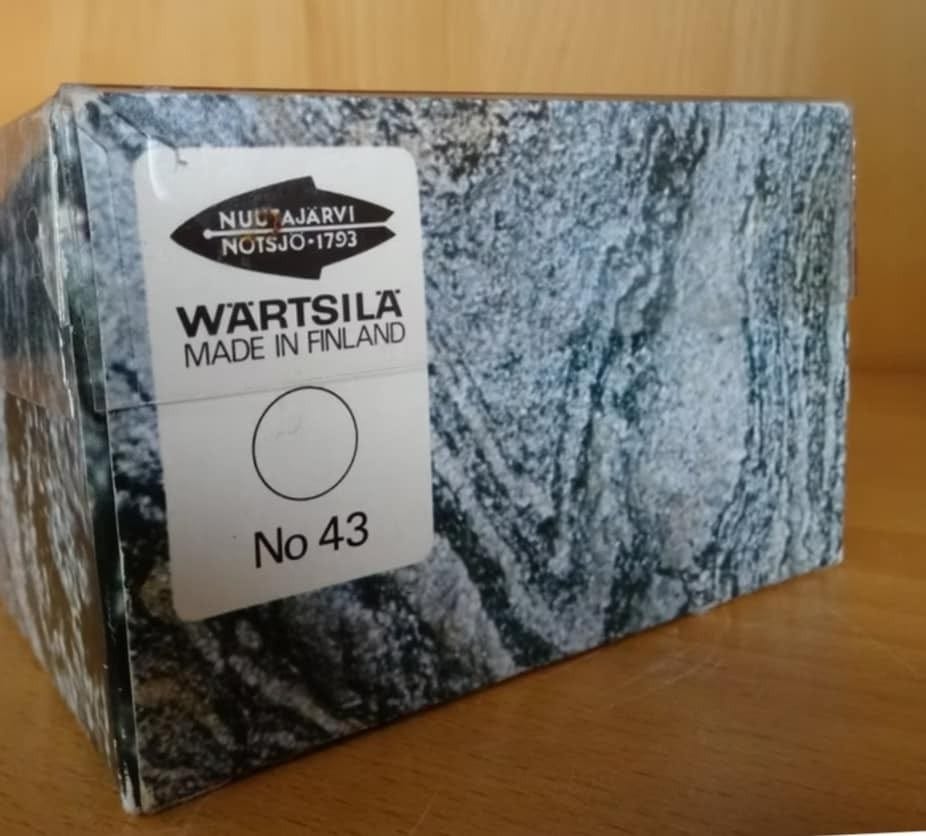 NUUTAJÄRVI
NOTSJÖ•1793
WÄRTSILÄ
MADE IN FINLAND
No 43